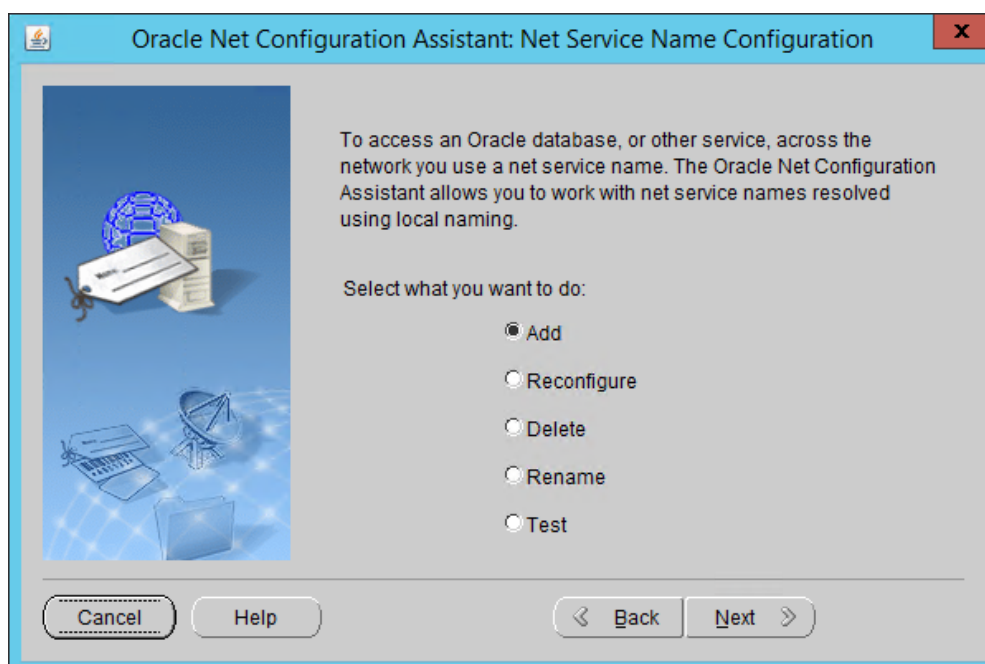 Oracle Net Configuration Assistant: Net Service Name Configuration
X
To access an Oracle database, or other service, across the
network you use a net service name. The Oracle Net Configuration
Assistant allows you to work with net service names resolved
using local naming.
Select what you want to do:
Add
Reconfigure
Delete
Rename
Test
Cancel
Help
Back
Next